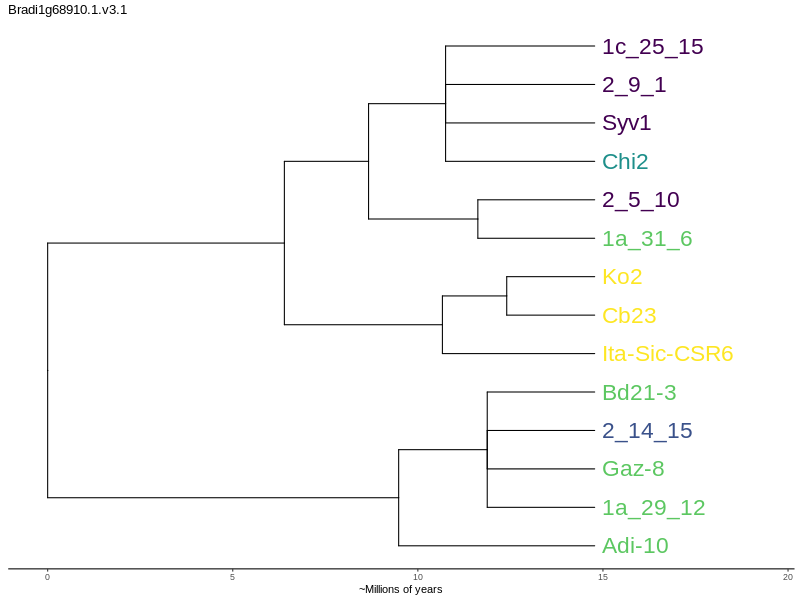 Bradi1g68910.1.v3.1
1c_25_15
2_9_1
Syv1
Chi2
2_5_10
1a_31_6
Ko2
Cb23
Ita-Sic-CSR6
Bd21-3
2_14_15
Gaz-8
1a_29_12
Adi-10
0 5 10 15 20
~Millions of years